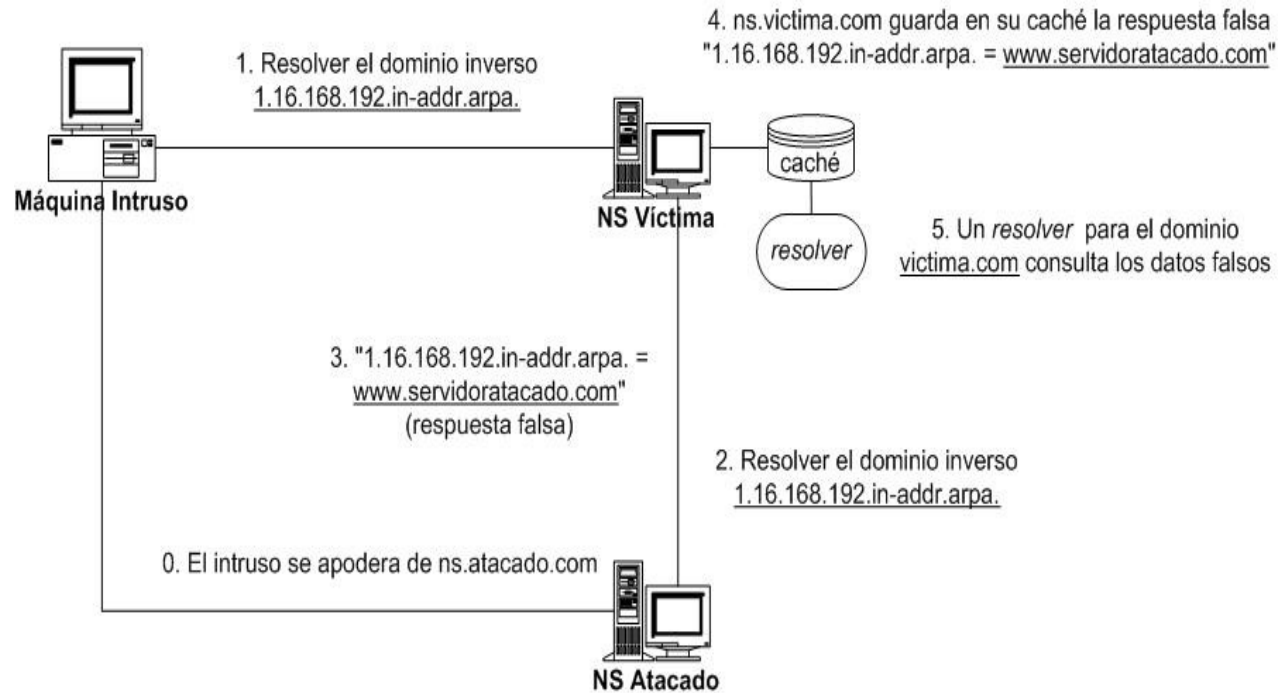 4. ns.victima.com guarda en su caché la respuesta falsa
"1.16.168.192.in-addr.arpa. = www.servidoratacado.com"
1. Resolver el dominio inverso
1.16.168.192.in-addr.arpa.
caché
Máquina Intruso
NS Víctima
resolver
5. Un resolver para el dominio
victima.com consulta los datos falsos
3. "1.16.168.192.in-addr.arpa. =
www.servidoratacado.com"
(respuesta falsa)
2. Resolver el dominio inverso
1.16.168.192.in-addr.arpa.
0. El intruso se apodera de ns.atacado.com
NS Atacado